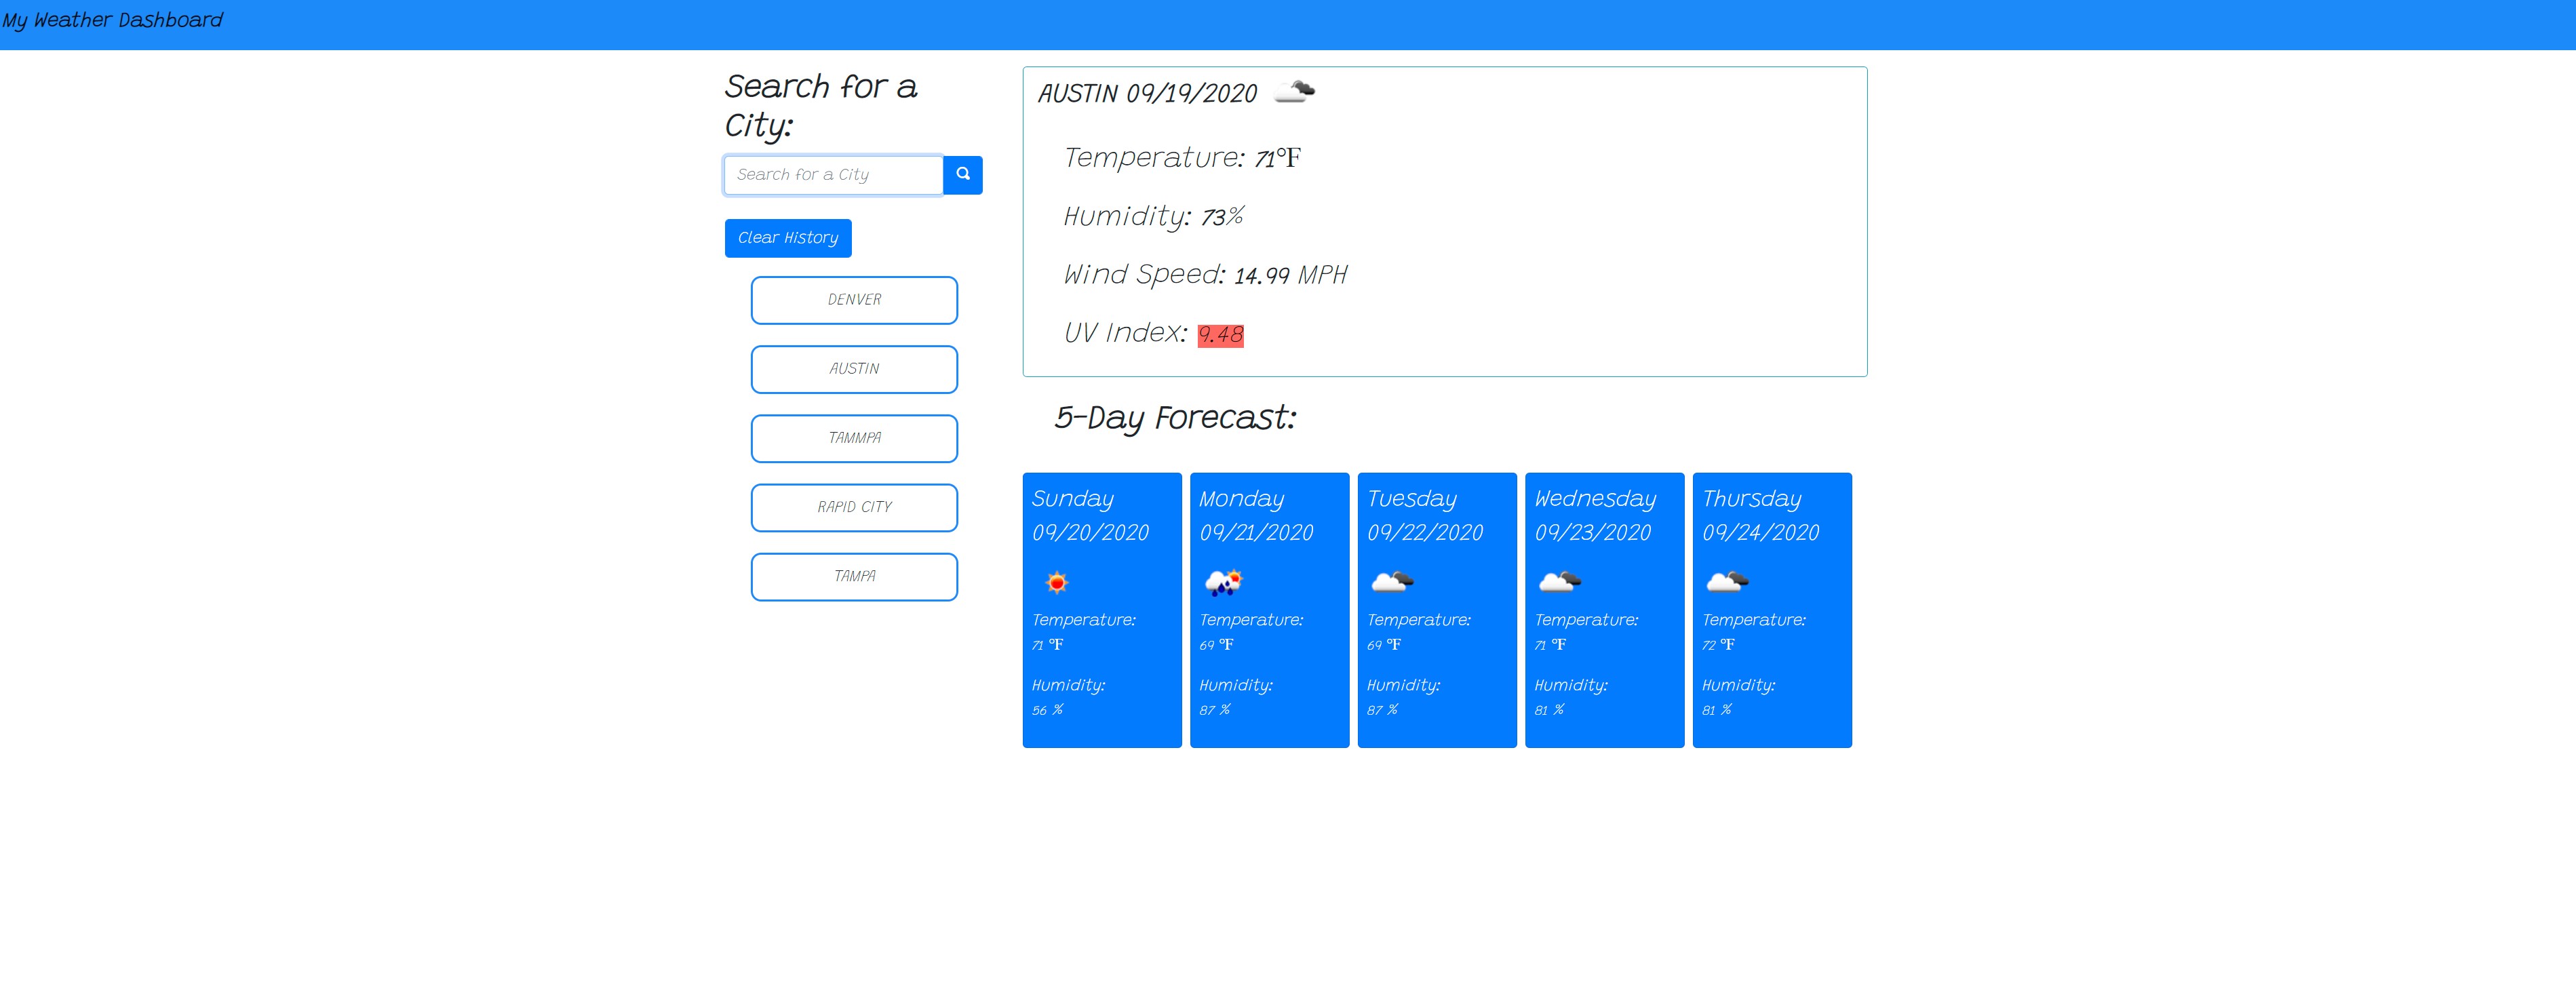 My Weather Dashboard
Search for a
City:
Search for a City
Clear History
DENVER
AUSTIN
TAMMPA
RAPID CITY
TAMPA
AUSTIN 09/19/2020
Temperature: 71°F
Humidity: 73%
Wind Speed: 14.99 MPH
UV Index: 9.48
5-Day Forecast:
Sunday
09/20/2020
Temperature:
71 °F
Humidity:
56 %
Monday
09/21/2020
Temperature:
69 °F
Humidity:
87 %
Tuesday
09/22/2020
Temperature:
69 °F
Humidity:
87 %
Wednesday
09/23/2020
Temperature:
71 °F
Humidity:
81 %
Thursday
09/24/2020
Temperature:
72 °F
Humidity:
81 %